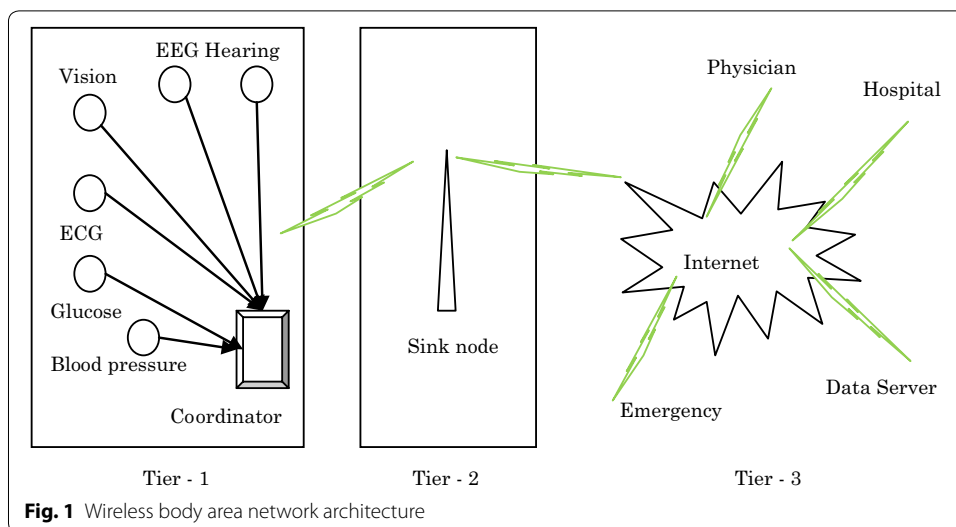 EEG Hearing
Vision
ECG
Glucose
Blood pressure
Coordinator
Tier - 1
Sink node
Tier - 2
Physician
Hospital
Internet
Emergency
Data Server
Tier - 3
Fig. 1 Wireless body area network architecture